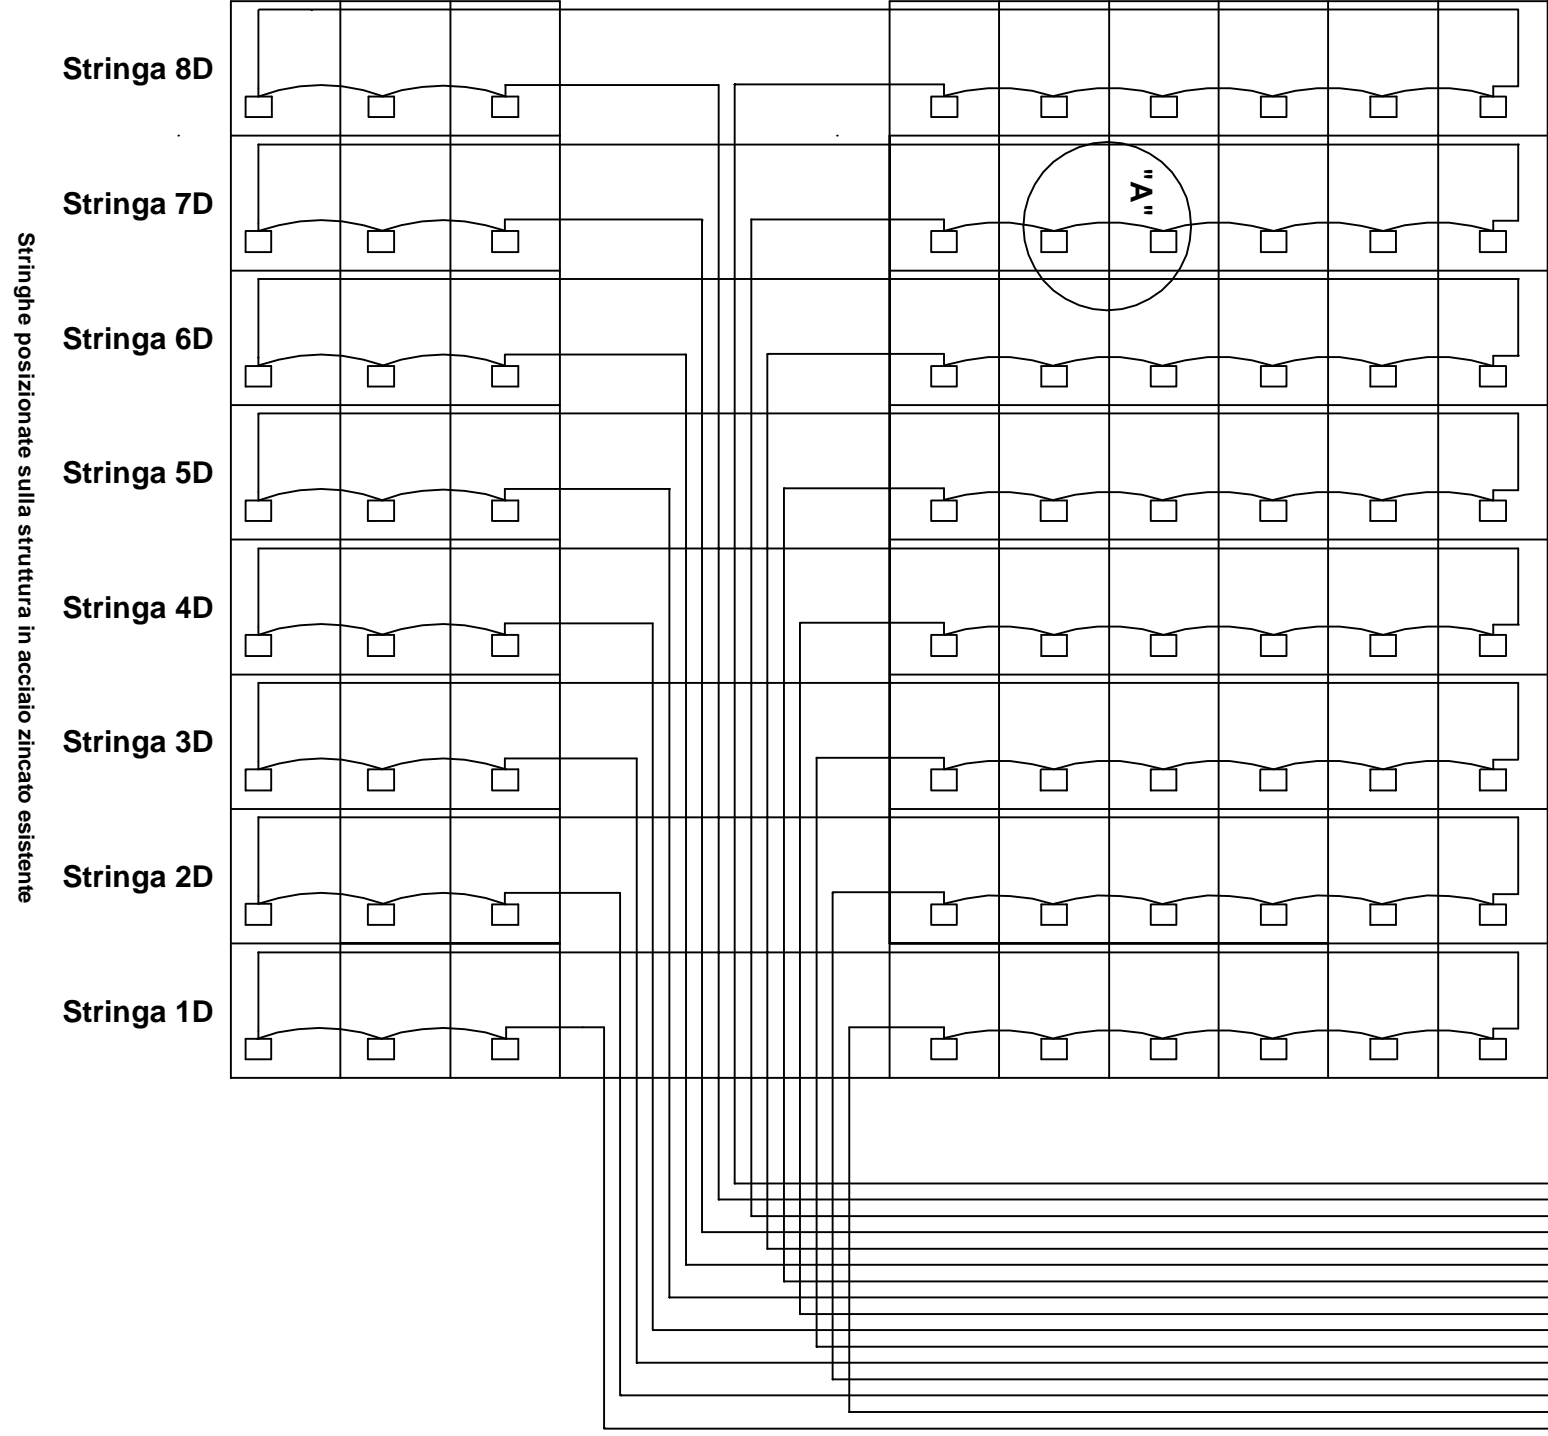 Stringa 8D
"A"
Stringa 7D
Stringa 6D
Stringa 5D
Stringa 4D
Stringa 3D
Stringa 2D
Stringa 1D
Stringhe posizionate sulla struttura in acciaio zincato esistente